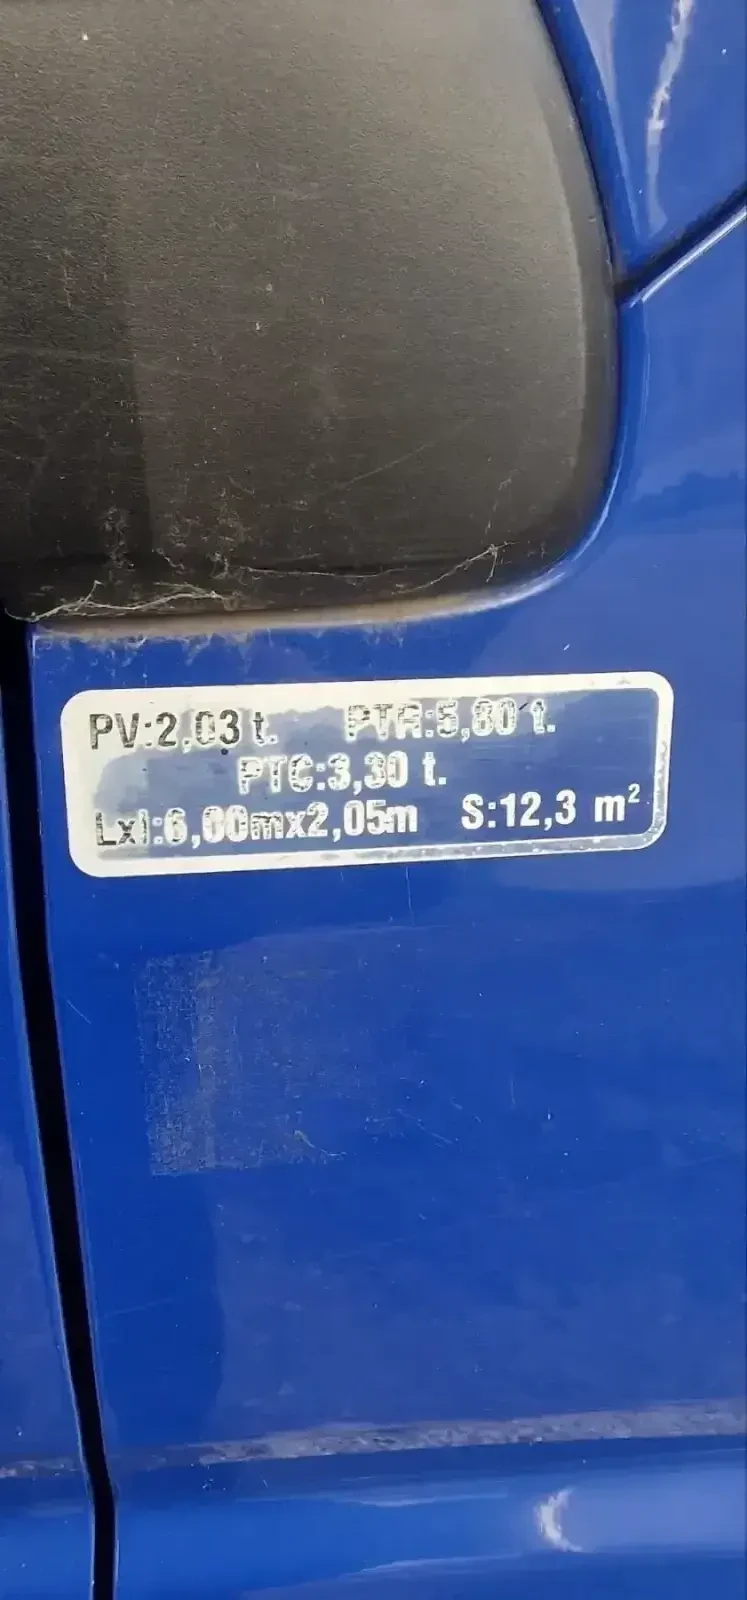 PV:2,03 t. PTR:5,80 t.
PTC:3,30 t.
Lxl:6,00mx2,05m S:12,3 m²